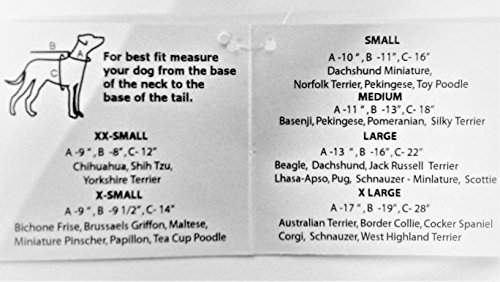 B
A
C
For best fit measure
your dog from the base
of the neck to the
base of the tail.
XX-SMALL
A -9 ", B -8", C- 12"
Chihuahua, Shih Tzu,
Yorkshire Terrier
X-SMALL
A -9 ", B -9 1/2", C- 14"
Bichone Frise, Brussaels Griffon, Maltese,
Miniature Pinscher, Papillon, Tea Cup Poodle
SMALL
A -10 ", B -11", C- 16"
Dachshund Miniature,
Norfolk Terrier, Pekingese, Toy Poodle
MEDIUM
A -11 ", B -13", C- 18"
Basenji, Pekingese, Pomeranian, Silky Terrier
LARGE
A -13 ", B -16", C- 22"
Beagle, Dachshund, Jack Russell Terrier
Lhasa-Apso, Pug, Schnauzer - Minlature, Scottie
X LARGE
A -17 ", B -19", C- 28"
Australian Terrier, Border Collie, Cocker Spaniel
Corgi, Schnauzer, West Highland Terrier